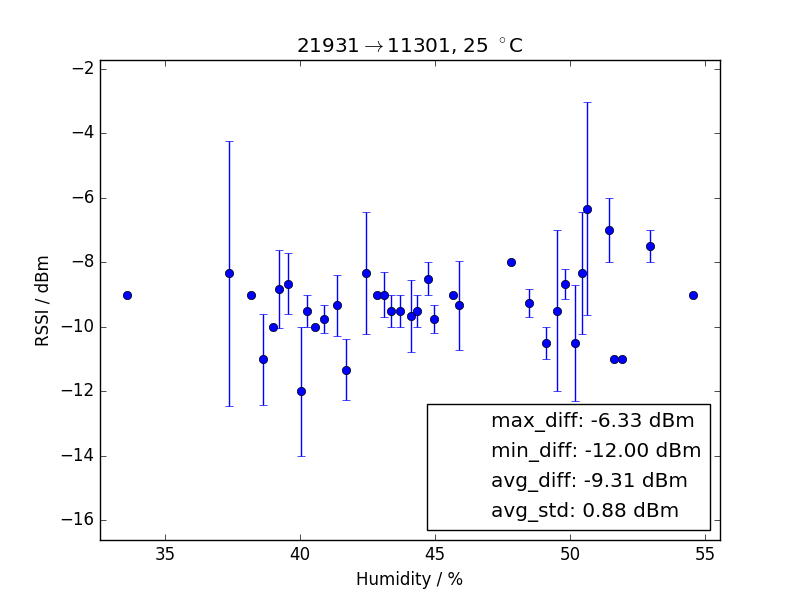 21931→11301, 25 °C
−2
−4
−6
−8
−10
−12
−14
−16
RSSI / dBm
max_diff: -6.33 dBm
min_diff: -12.00 dBm
avg_diff: -9.31 dBm
avg_std: 0.88 dBm
35 40 45 50 55
Humidity / %